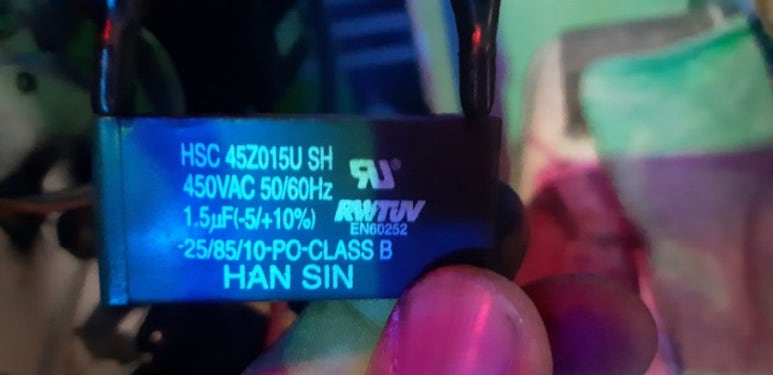 HSC 45Z015U SH
450VAC 50/60Hz
1.5µF(-5/+10%)
-25/85/10-PO-CLASS B
HAN SIN
RU®
RWTUV
EN60252